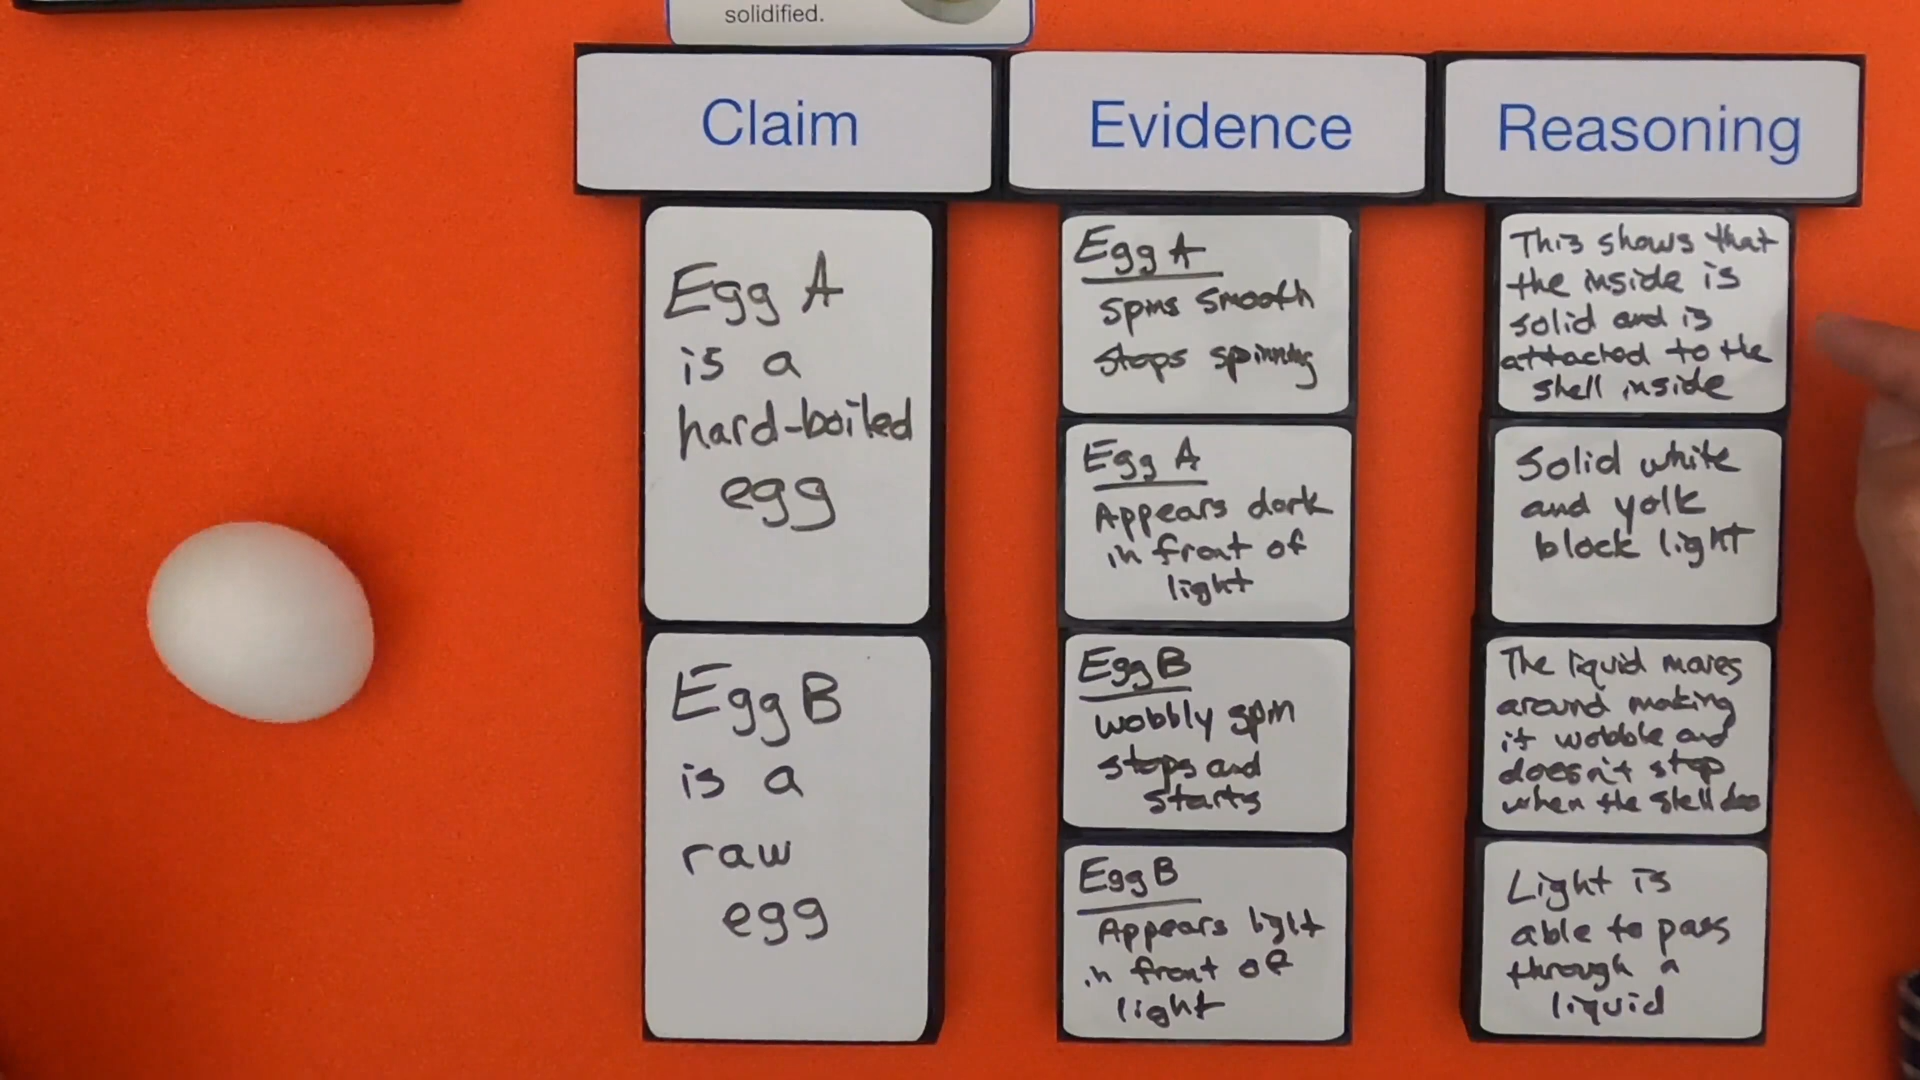 solidified.
Claim
Evidence
Reasoning
Egg A
is a
hard-boiled
egg
Egg B
is a
raw
egg
Egg A
spins smooth
stops spinning
Egg A
Appears dark
in front of
light
Egg B
wobbly spin
stops and
starts
Egg B
Appears light
in front of
light
This shows that
the inside is
solid and is
attached to the
shell inside
Solid white
and yolk
block light
The liquid moves
around making
it wobble and
doesn't stop
when the shell does
Light is
able to pass
through a
liquid